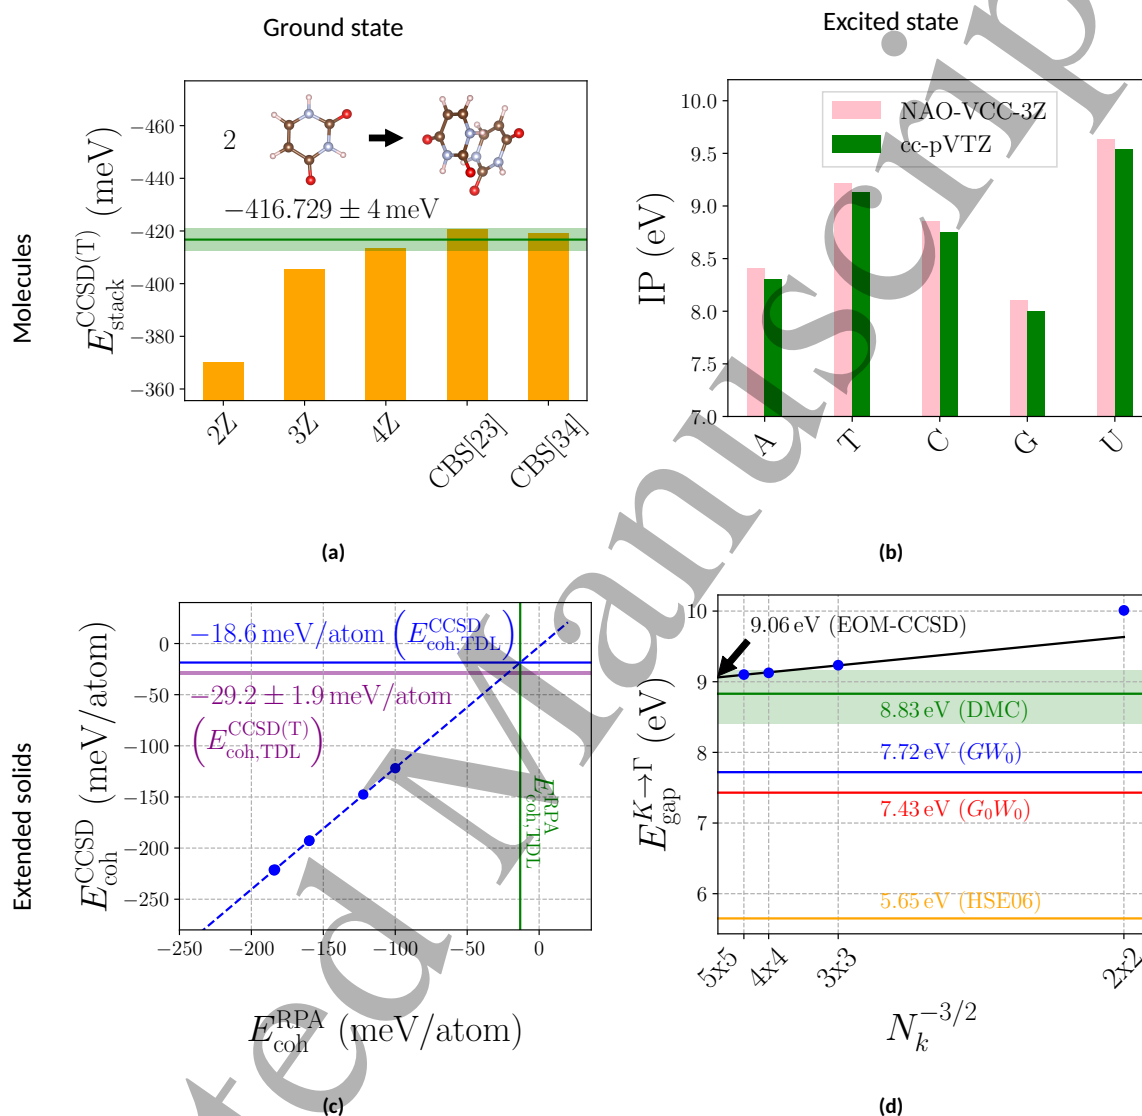 Ground state
Excited state
Molecules
Extended solids
E_stack^CCSD(T) (meV)
−460
−440
−420
−400
−380
−360
2
−416.729 ± 4 meV
2Z
3Z
4Z
CBS[23]
CBS[34]
(a)
IP (eV)
10.0
9.5
9.0
8.5
8.0
7.5
7.0
NAO-VCC-3Z
cc-pVTZ
A
T
C
G
U
(b)
E_coh^CCSD (meV/atom)
0
−50
−100
−150
−200
−250
−18.6 meV/atom (E_coh,TDL^CCSD)
−29.2 ± 1.9 meV/atom
(E_coh,TDL^CCSD(T))
E_coh,TDL^RPA
−250
−200
−150
−100
−50
0
E_coh^RPA (meV/atom)
(c)
E_gap^K→Γ (eV)
10
9
8
7
6
9.06 eV (EOM-CCSD)
8.83 eV (DMC)
7.72 eV (GW₀)
7.43 eV (G₀W₀)
5.65 eV (HSE06)
5x5
4x4
3x3
2x2
N_k^−3/2
(d)
ted Manuscrip